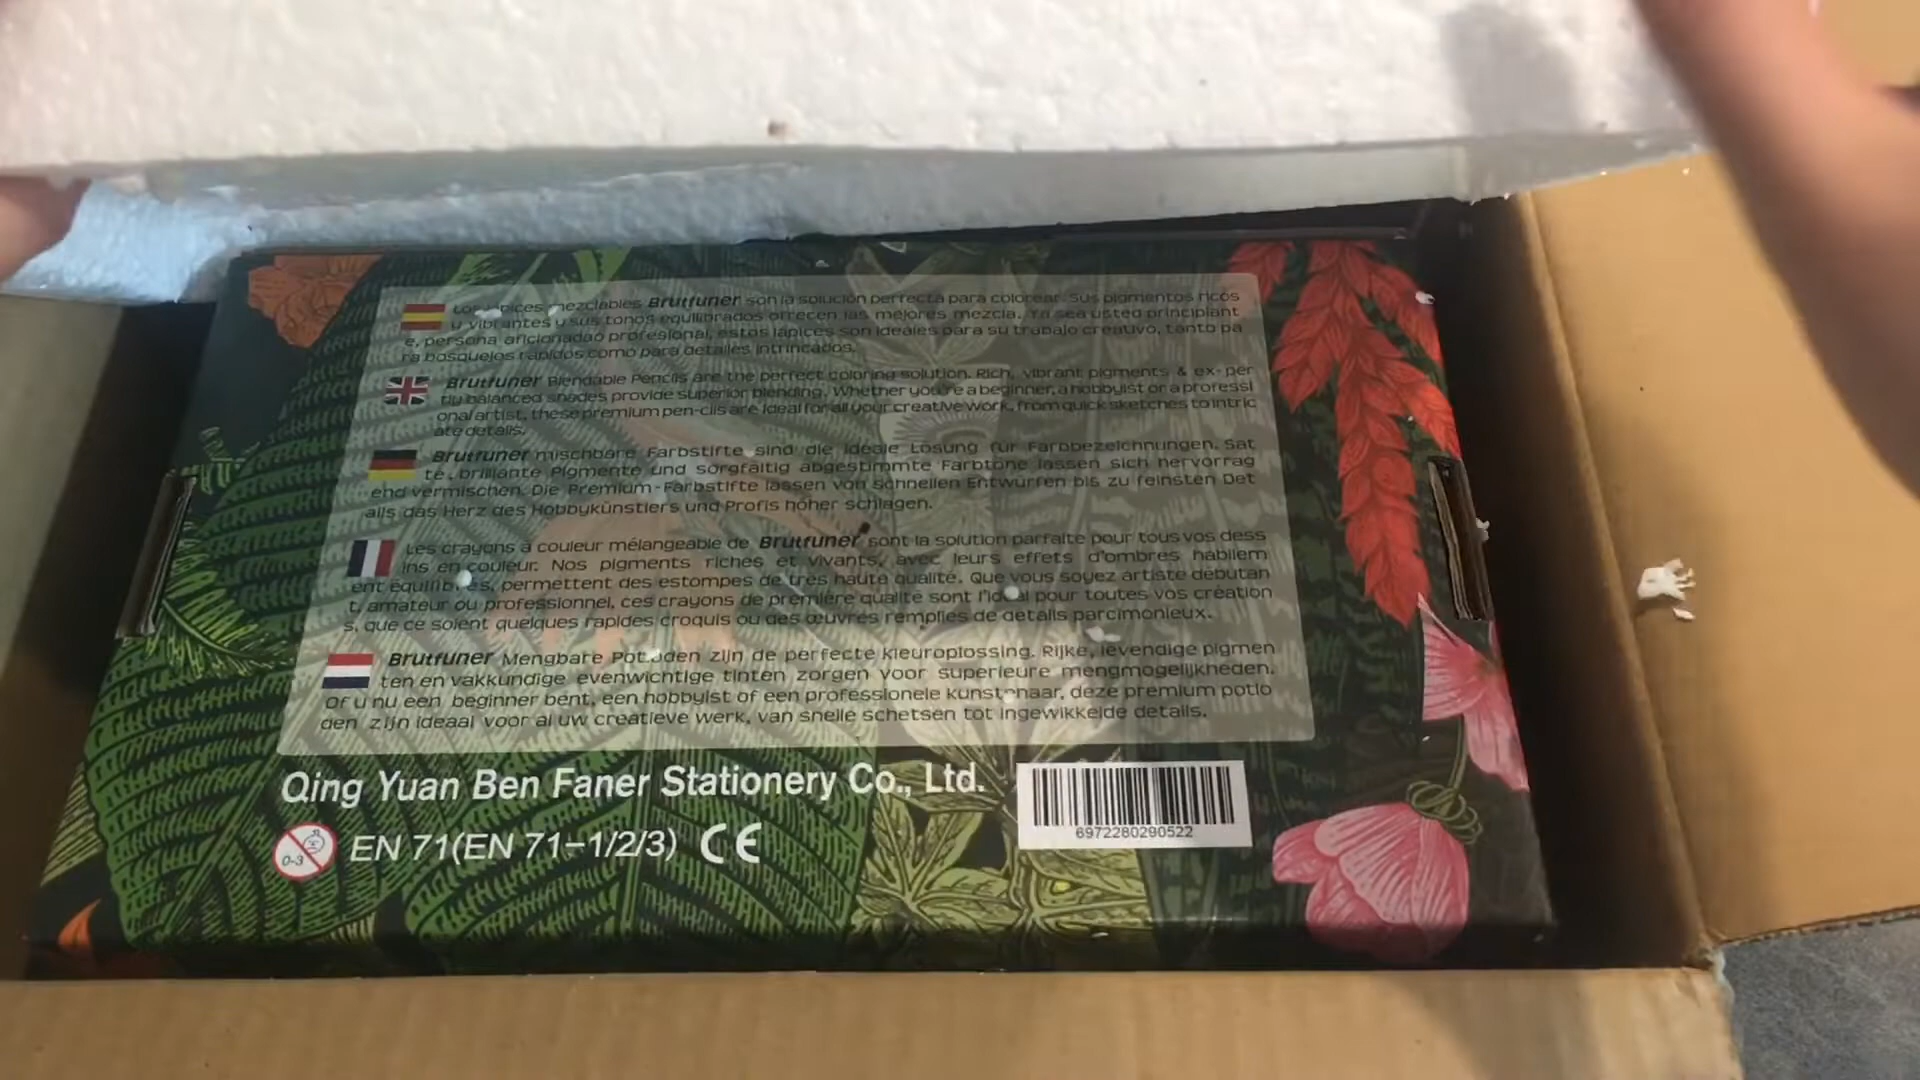 Los lápices mezclables Brutfuner son la solución perfecta para colorear. Sus pigmentos ricos
y vibrantes y sus tonos equilibrados ofrecen las mejores mezcla. Ya sea usted principiant
e, persona aficionadao profesional, estos lápices son ideales para su trabajo creativo, tanto pa
ra bosquejos rápidos como para detalles intrincados.
Brutfuner Blendable Pencils are the perfect coloring solution. Rich, vibrant pigments & ex-per
tly balanced shades provide superior blending. Whether you're a beginner, a hobbyist or a professi
onal artist, these premium pen-cils are ideal for all your creative work, from quick sketches to intric
ate details.
Brutfuner mischbare Farbstifte sind die ideale Lösung für Farbbezeichnungen. Sat
te, brillante Pigmente und sorgfältig abgestimmte Farbtöne lassen sich hervorrag
end vermischen. Die Premium-Farbstifte lassen von schnellen Entwürfen bis zu feinsten Det
ails das Herz des Hobbykünstlers und Profis höher schlagen.
Les crayons à couleur mélangeable de Brutfuner sont la solution parfaite pour tous vos dess
ins en couleur. Nos pigments riches et vivants, avec leurs effets d'ombres habilem
ent équilibrés, permettent des estompes de très haute qualité. Que vous soyez artiste débutan
t, amateur ou professionnel, ces crayons de première qualité sont l'idéal pour toutes vos création
s, que ce soient quelques rapides croquis ou des œuvres remplies de détails parcimonieux.
Brutfuner Mengbare Potloden zijn de perfecte kleuroplossing. Rijke, levendige pigmen
ten en vakkundige evenwichtige tinten zorgen voor superieure mengmogelijkheden.
Of u nu een beginner bent, een hobbyist of een professionele kunstenaar, deze premium potlo
den zijn ideaal voor al uw creatieve werk, van snelle schetsen tot ingewikkelde details.
Qing Yuan Ben Faner Stationery Co., Ltd.
0-3 EN 71(EN 71-1/2/3) CE
6972280290522